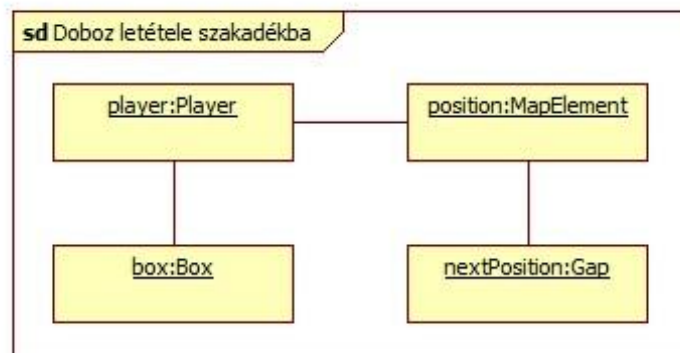 sd Doboz letétele szakadékba
player:Player
position:MapElement
box:Box
nextPosition:Gap